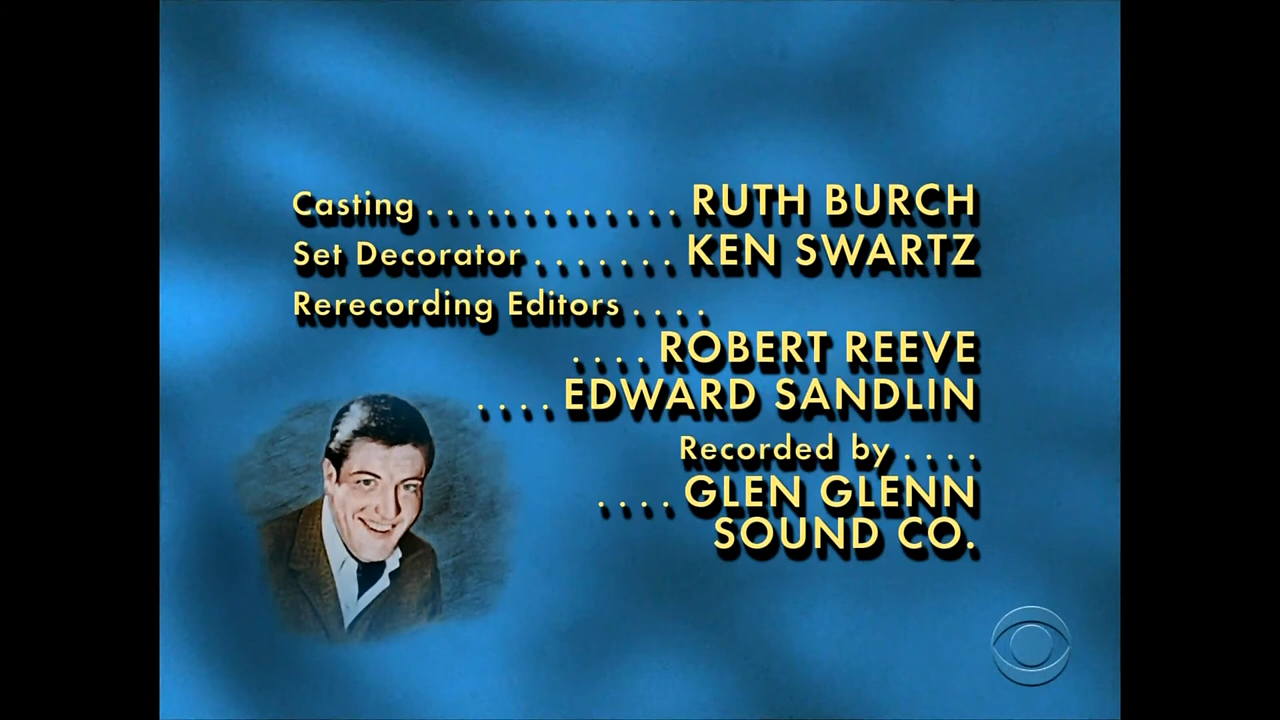 Casting . . . . . . . . . . . . . . RUTH BURCH
Set Decorator . . . . . . . KEN SWARTZ
Rerecording Editors . . . .
. . . . ROBERT REEVE
. . . . EDWARD SANDLIN
Recorded by . . . .
. . . . GLEN GLENN
SOUND CO.